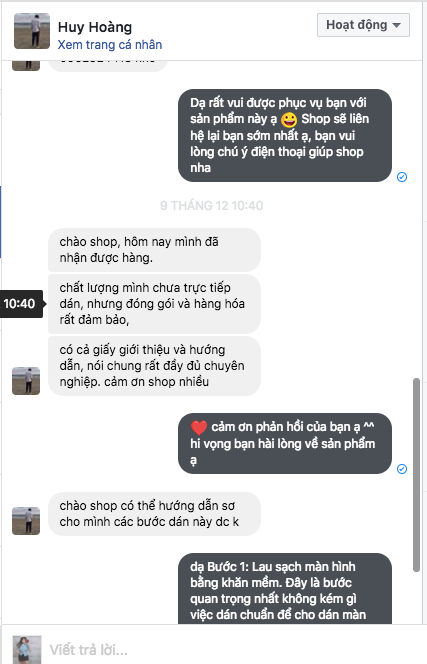 Huy Hoàng
Xem trang cá nhân
Hoạt động
Dạ rất vui được phục vụ bạn với
sản phẩm này ạ 😀 Shop sẽ liên
hệ lại bạn sớm nhất ạ, bạn vui
lòng chú ý điện thoại giúp shop
nha
9 THÁNG 12 10:40
chào shop, hôm nay mình đã
nhận được hàng.
10:40
chất lượng mình chưa trực tiếp
dán, nhưng đóng gói và hàng hóa
rất đảm bảo,
có cả giấy giới thiệu và hướng
dẫn, nói chung rất đầy đủ chuyên
nghiệp. cảm ơn shop nhiều
❤️ cảm ơn phản hồi của bạn ạ ^^
hi vọng bạn hài lòng về sản phẩm
ạ
chào shop có thể hướng dẫn sơ
cho mình các bước dán này dc k
dạ Bước 1: Lau sạch màn hình
bằng khăn mềm. Đây là bước
quan trọng nhất không kém gì
việc dán chuẩn để cho dán màn
Viết trả lời...